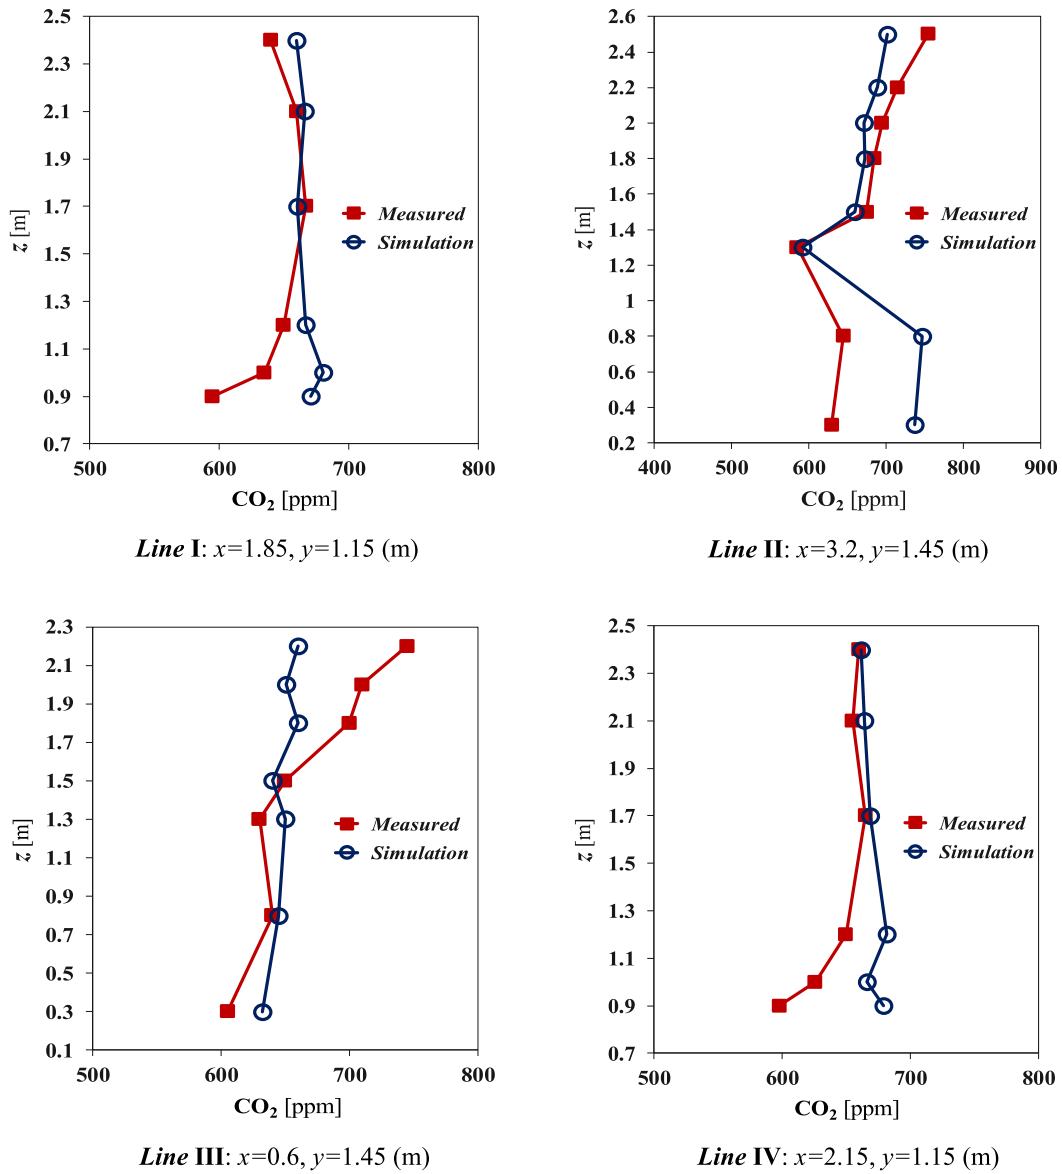 2.5
2.3
2.1
1.9
1.7
1.5
1.3
1.1
0.9
0.7
z [m]
500 600 700 800
CO₂ [ppm]
Measured
Simulation
Line I: x=1.85, y=1.15 (m)
2.6
2.4
2.2
2
1.8
1.6
1.4
1.2
1
0.8
0.6
0.4
0.2
z [m]
400 500 600 700 800 900
CO₂ [ppm]
Measured
Simulation
Line II: x=3.2, y=1.45 (m)
2.3
2.1
1.9
1.7
1.5
1.3
1.1
0.9
0.7
0.5
0.3
0.1
z [m]
500 600 700 800
CO₂ [ppm]
Measured
Simulation
Line III: x=0.6, y=1.45 (m)
2.5
2.3
2.1
1.9
1.7
1.5
1.3
1.1
0.9
0.7
z [m]
500 600 700 800
CO₂ [ppm]
Measured
Simulation
Line IV: x=2.15, y=1.15 (m)